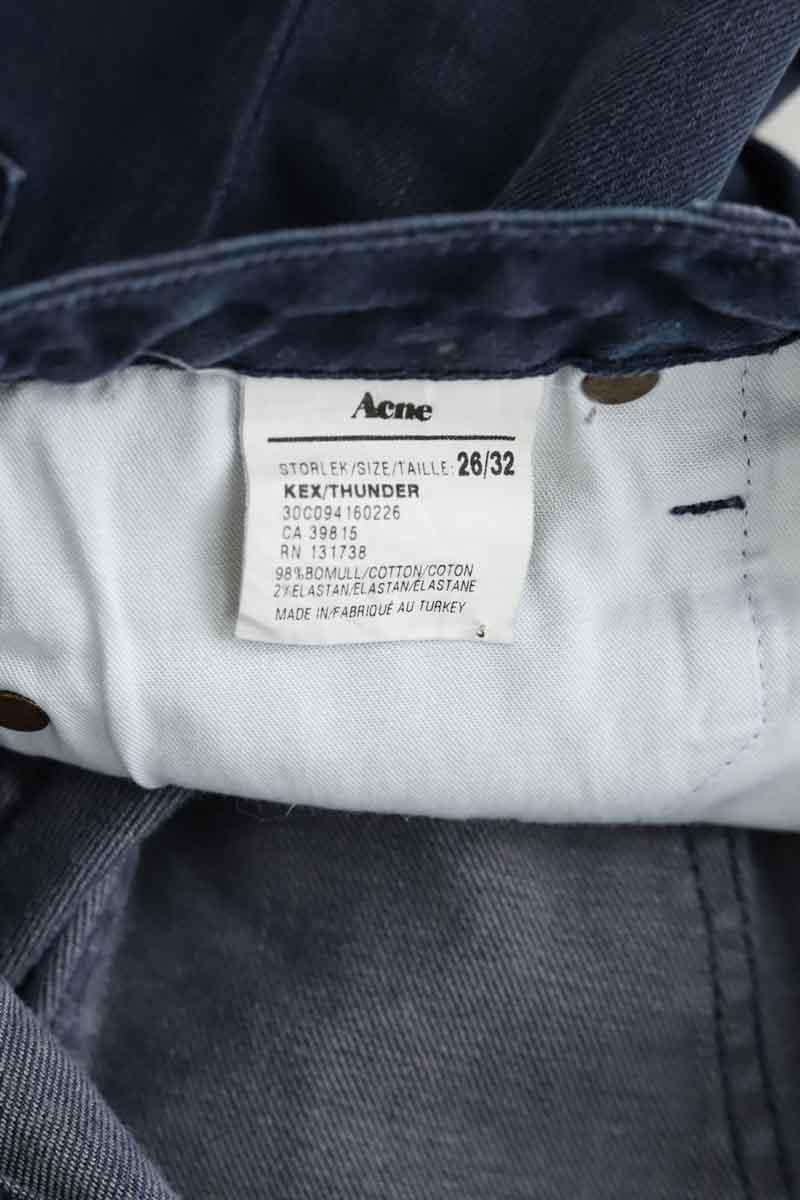 Acne
STORLEK/SIZE/TAILLE: 26/32
KEX/THUNDER
30C094160226
CA 39815
RN 131738
98%BOMULL/COTTON/COTON
2%ELASTAN/ELASTAN/ÉLASTANE
MADE IN/FABRIQUÉ AU TURKEY
S